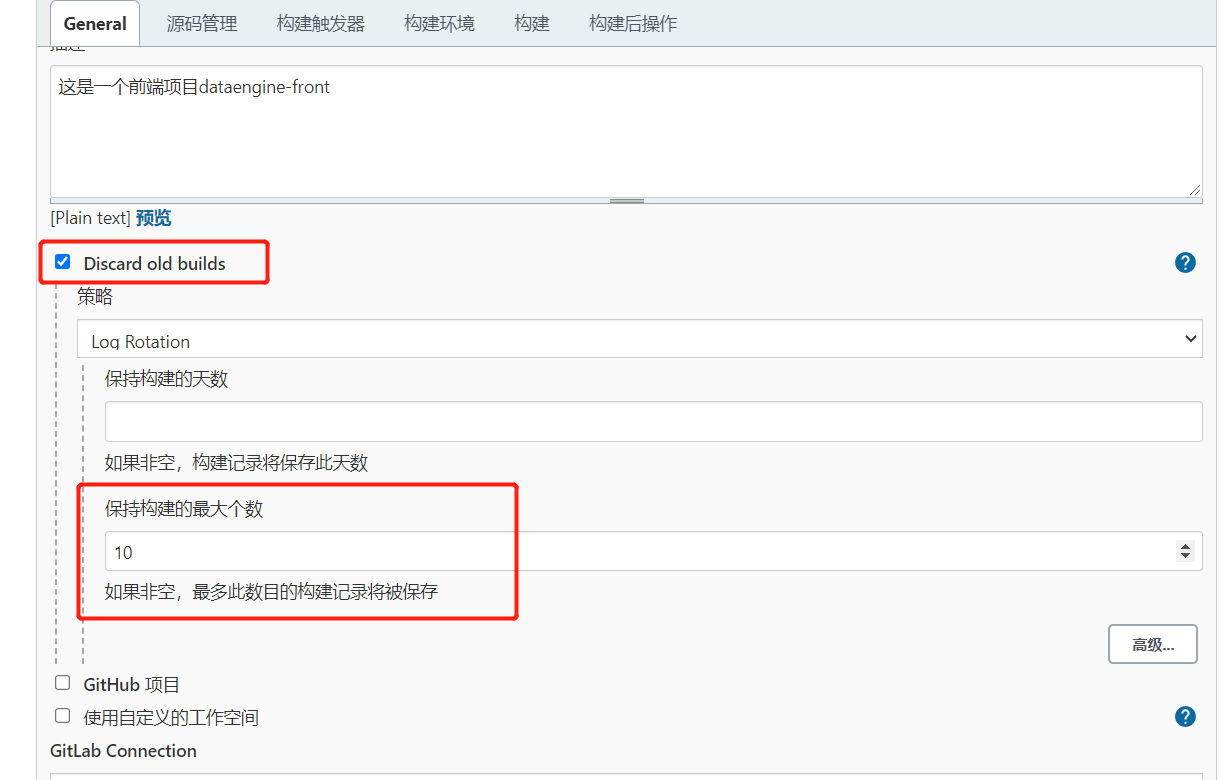 General 源码管理 构建触发器 构建环境 构建 构建后操作
描述
这是一个前端项目dataengine-front
[Plain text] 预览
Discard old builds
?
策略
Log Rotation
保持构建的天数
如果非空，构建记录将保存此天数
保持构建的最大个数
10
如果非空，最多此数目的构建记录将被保存
高级...
GitHub 项目
使用自定义的工作空间
?
GitLab Connection